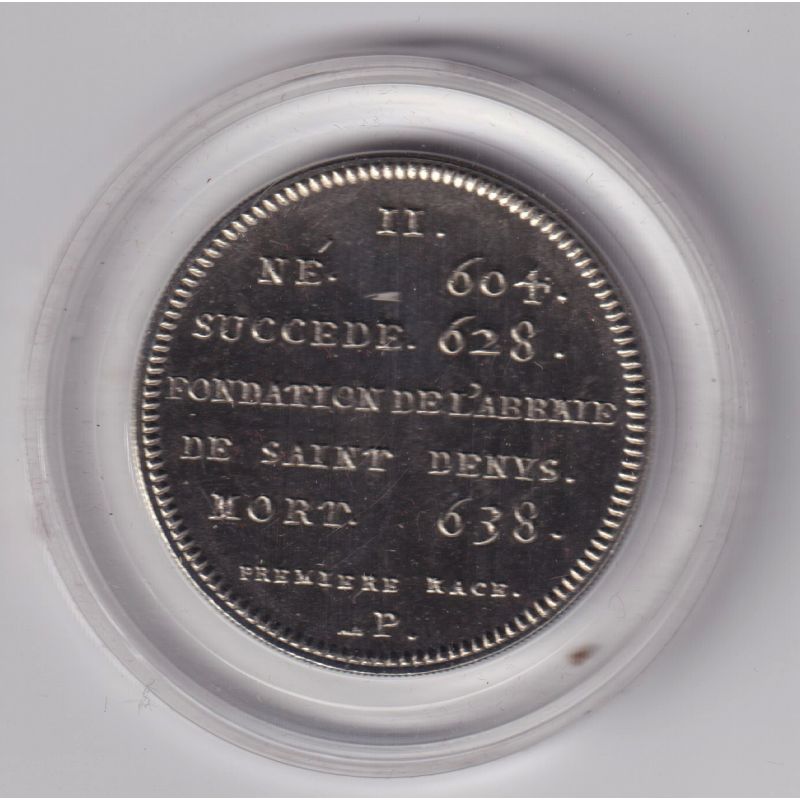 II.
NÉ. 604.
SUCCEDE. 628.
FONDATION DE L'ABBAIE
DE SAINT DENYS.
MORT. 638.
PREMIERE RACE.
P.